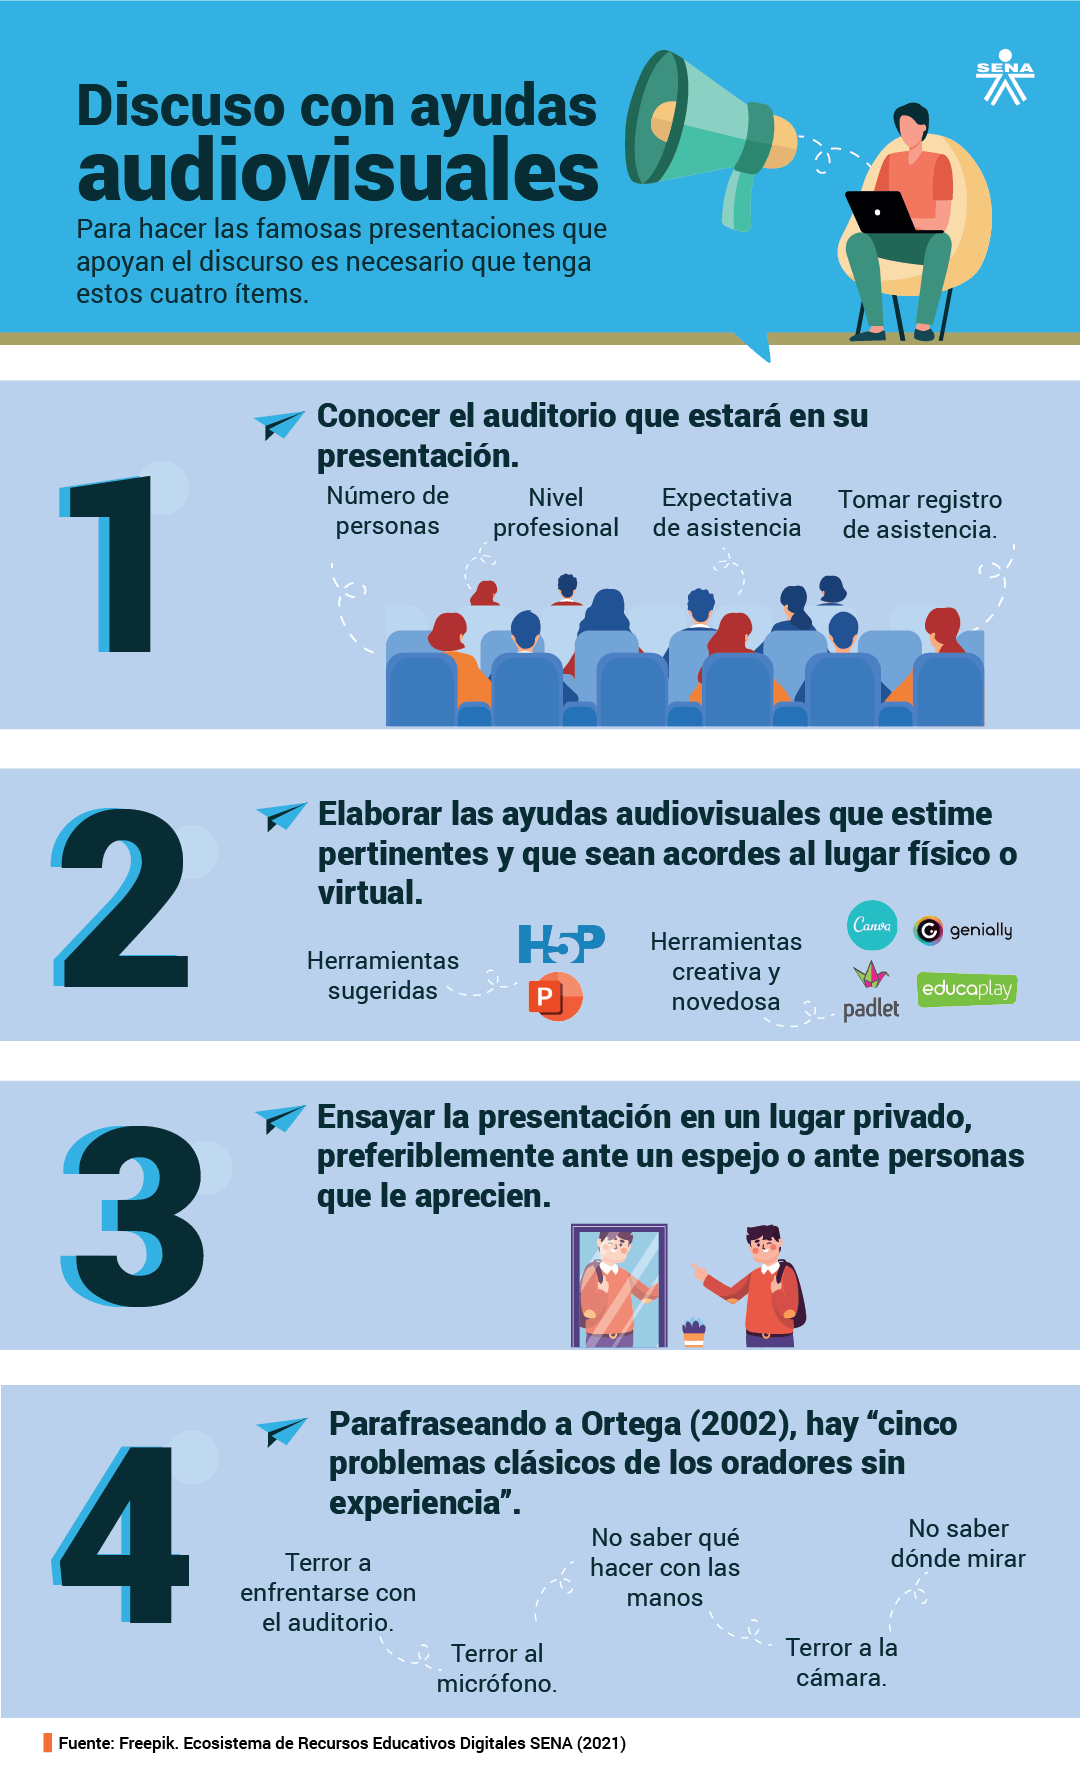 SENA
Discuso con ayudas
audiovisuales
Para hacer las famosas presentaciones que
apoyan el discurso es necesario que tenga
estos cuatro ítems.
1
Conocer el auditorio que estará en su
presentación.
Número de
personas
Nivel
profesional
Expectativa
de asistencia
Tomar registro
de asistencia.
2
Elaborar las ayudas audiovisuales que estime
pertinentes y que sean acordes al lugar físico o
virtual.
Herramientas
sugeridas
H5P
P
Herramientas
creativa y
novedosa
Canva
genially
padlet
educaplay
3
Ensayar la presentación en un lugar privado,
preferiblemente ante un espejo o ante personas
que le aprecien.
4
Parafraseando a Ortega (2002), hay “cinco
problemas clásicos de los oradores sin
experiencia”.
Terror a
enfrentarse con
el auditorio.
Terror al
micrófono.
No saber qué
hacer con las
manos
Terror a la
cámara.
No saber
dónde mirar
Fuente: Freepik. Ecosistema de Recursos Educativos Digitales SENA (2021)